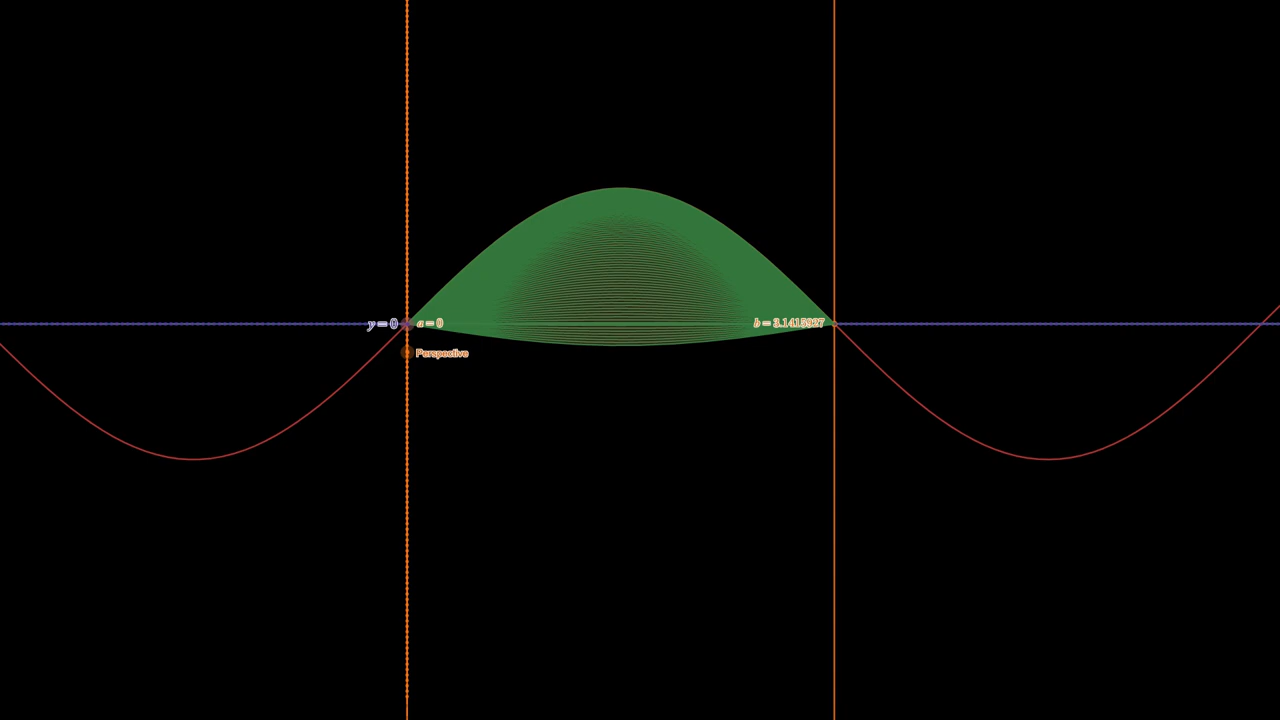 y = 0
a = 0
b = 3.1415927
Perspective